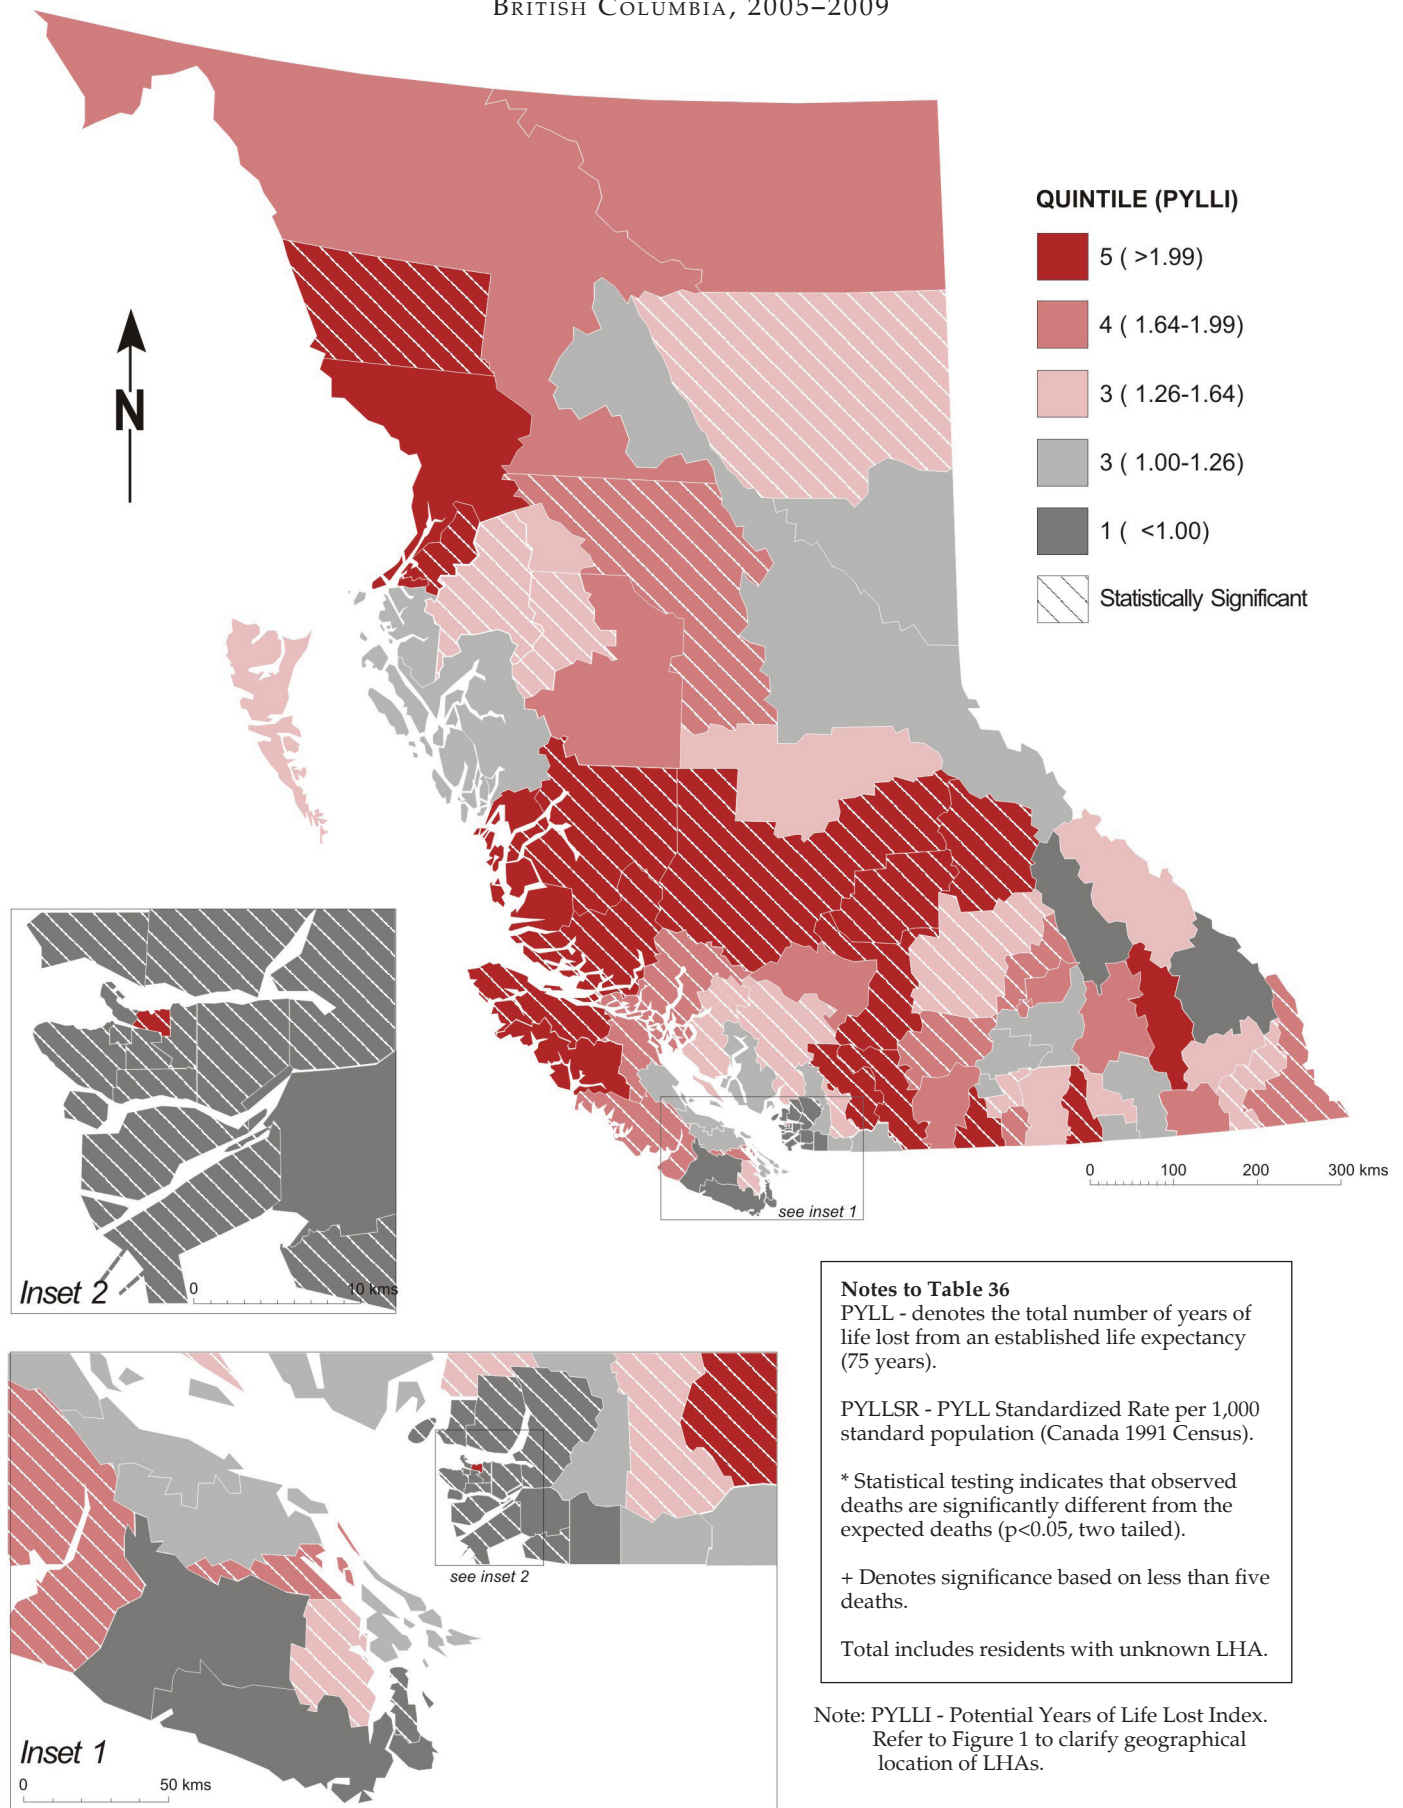 BRITISH COLUMBIA, 2005–2009
QUINTILE (PYLLI)
5 ( >1.99)
4 ( 1.64-1.99)
3 ( 1.26-1.64)
3 ( 1.00-1.26)
1 ( <1.00)
Statistically Significant
N
0 100 200 300 kms
see inset 1
Inset 2
0 10 kms
see inset 2
Inset 1
0 50 kms
Notes to Table 36
PYLL - denotes the total number of years of
life lost from an established life expectancy
(75 years).
PYLLSR - PYLL Standardized Rate per 1,000
standard population (Canada 1991 Census).
* Statistical testing indicates that observed
deaths are significantly different from the
expected deaths (p<0.05, two tailed).
+ Denotes significance based on less than five
deaths.
Total includes residents with unknown LHA.
Note: PYLLI - Potential Years of Life Lost Index.
Refer to Figure 1 to clarify geographical
location of LHAs.